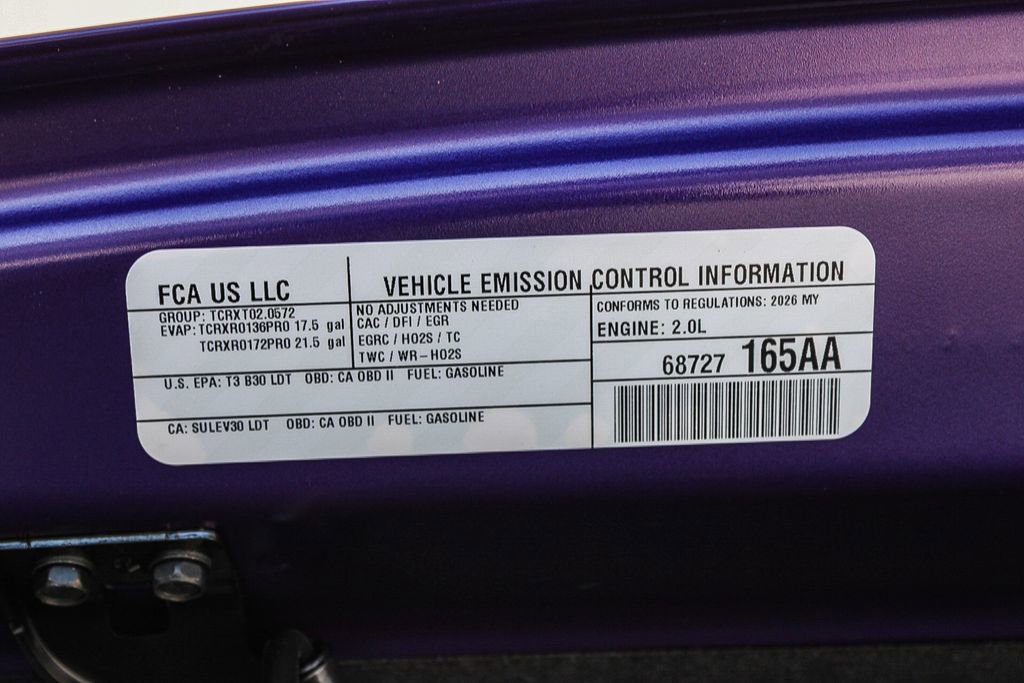 FCA US LLC
VEHICLE EMISSION CONTROL INFORMATION
GROUP: TCRXT02.0572
EVAP: TCRXR0136PR0 17.5 gal
TCRXR0172PR0 21.5 gal
NO ADJUSTMENTS NEEDED
CAC / DFI / EGR
EGRC / HO2S / TC
TWC / WR-HO2S
CONFORMS TO REGULATIONS: 2026 MY
ENGINE: 2.0L
68727 165AA
U.S. EPA: T3 B30 LDT OBD: CA OBD II FUEL: GASOLINE
CA: SULEV30 LDT OBD: CA OBD II FUEL: GASOLINE